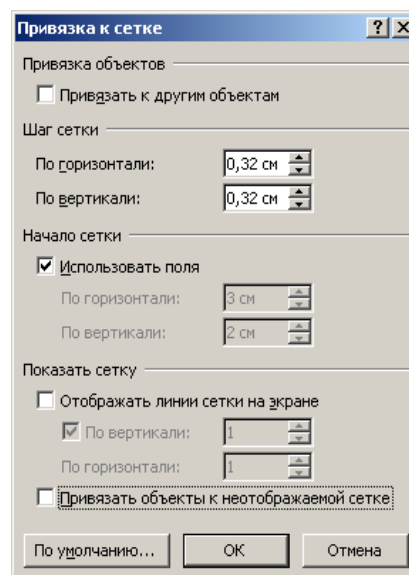 Привязка к сетке
Привязка объектов
Привязать к другим объектам
Шаг сетки
По горизонтали: 0,32 см
По вертикали: 0,32 см
Начало сетки
Использовать поля
По горизонтали: 3 см
По вертикали: 2 см
Показать сетку
Отображать линии сетки на экране
По вертикали: 1
По горизонтали: 1
Привязать объекты к неотображаемой сетке
По умолчанию... ОК Отмена